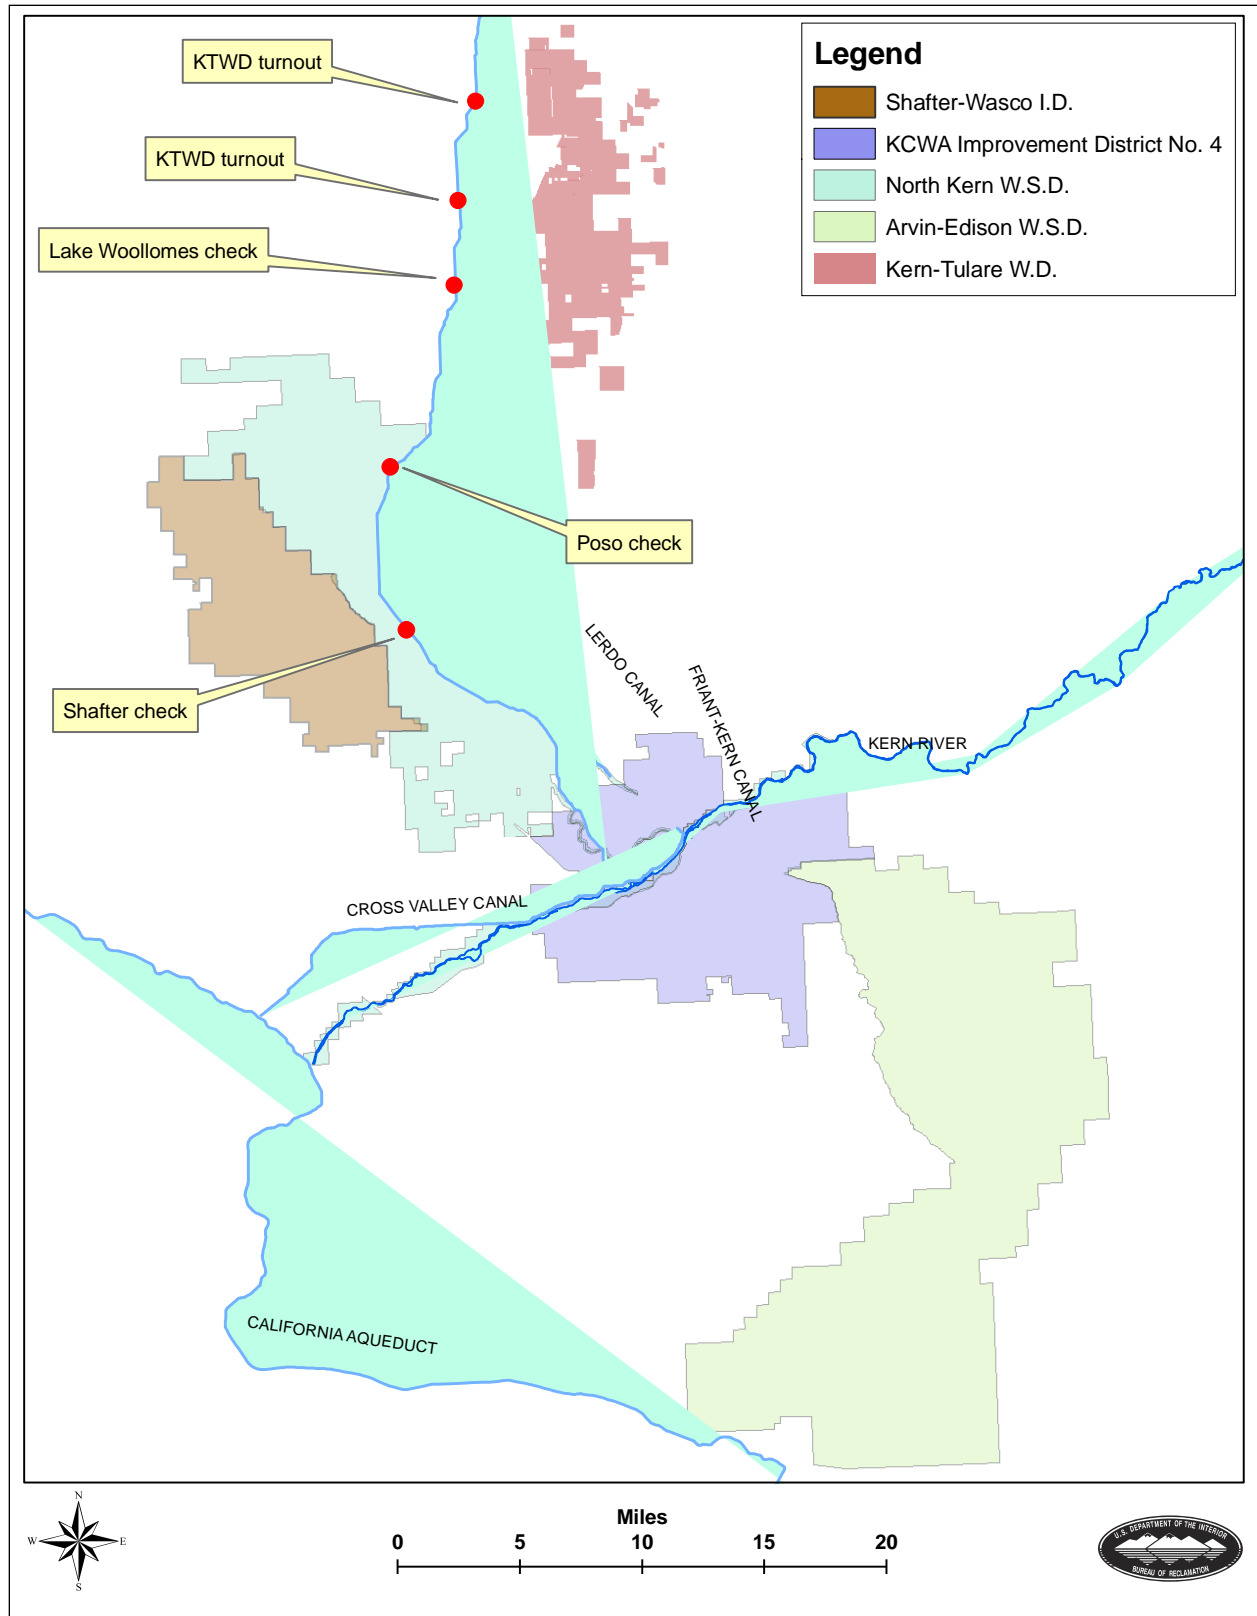 KTWD turnout
KTWD turnout
Lake Woollomes check
Poso check
Shafter check
Legend
Shafter-Wasco I.D.
KCWA Improvement District No. 4
North Kern W.S.D.
Arvin-Edison W.S.D.
Kern-Tulare W.D.
LERDO CANAL
FRIANT-KERN CANAL
KERN RIVER
CROSS VALLEY CANAL
CALIFORNIA AQUEDUCT
N
W
E
S
Miles
0 5 10 15 20
U.S. DEPARTMENT OF THE INTERIOR
BUREAU OF RECLAMATION